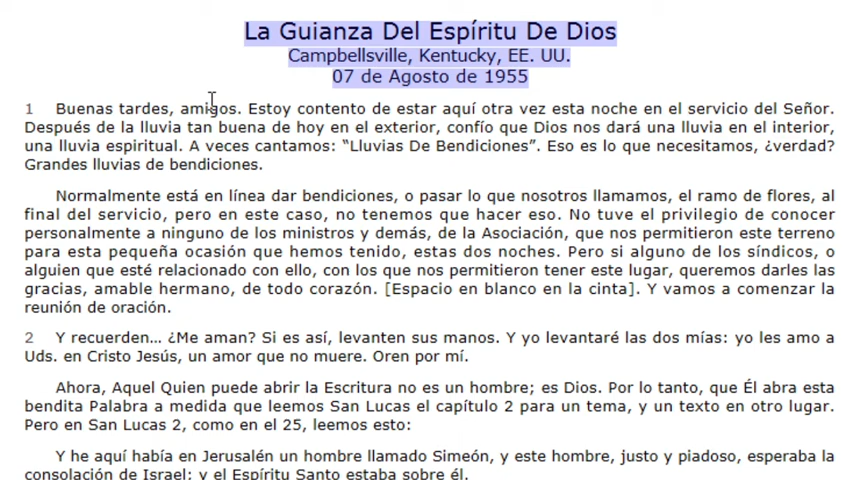 La Guianza Del Espíritu De Dios
Campbellsville, Kentucky, EE. UU.
07 de Agosto de 1955
1 Buenas tardes, amigos. Estoy contento de estar aquí otra vez esta noche en el servicio del Señor.
Después de la lluvia tan buena de hoy en el exterior, confío que Dios nos dará una lluvia en el interior,
una lluvia espiritual. A veces cantamos: “Lluvias De Bendiciones”. Eso es lo que necesitamos, ¿verdad?
Grandes lluvias de bendiciones.
Normalmente está en línea dar bendiciones, o pasar lo que nosotros llamamos, el ramo de flores, al
final del servicio, pero en este caso, no tenemos que hacer eso. No tuve el privilegio de conocer
personalmente a ninguno de los ministros y demás, de la Asociación, que nos permitieron este terreno
para esta pequeña ocasión que hemos tenido, estas dos noches. Pero si alguno de los síndicos, o
alguien que esté relacionado con ello, con los que nos permitieron tener este lugar, queremos darles las
gracias, amable hermano, de todo corazón. [Espacio en blanco en la cinta]. Y vamos a comenzar la
reunión de oración.
2 Y recuerden… ¿Me aman? Si es así, levanten sus manos. Y yo levantaré las dos mías: yo les amo a
Uds. en Cristo Jesús, un amor que no muere. Oren por mí.
Ahora, Aquel Quien puede abrir la Escritura no es un hombre; es Dios. Por lo tanto, que Él abra esta
bendita Palabra a medida que leemos San Lucas el capítulo 2 para un tema, y un texto en otro lugar.
Pero en San Lucas 2, como en el 25, leemos esto:
Y he aquí había en Jerusalén un hombre llamado Simeón, y este hombre, justo y piadoso, esperaba la
consolación de Israel; y el Espíritu Santo estaba sobre él.